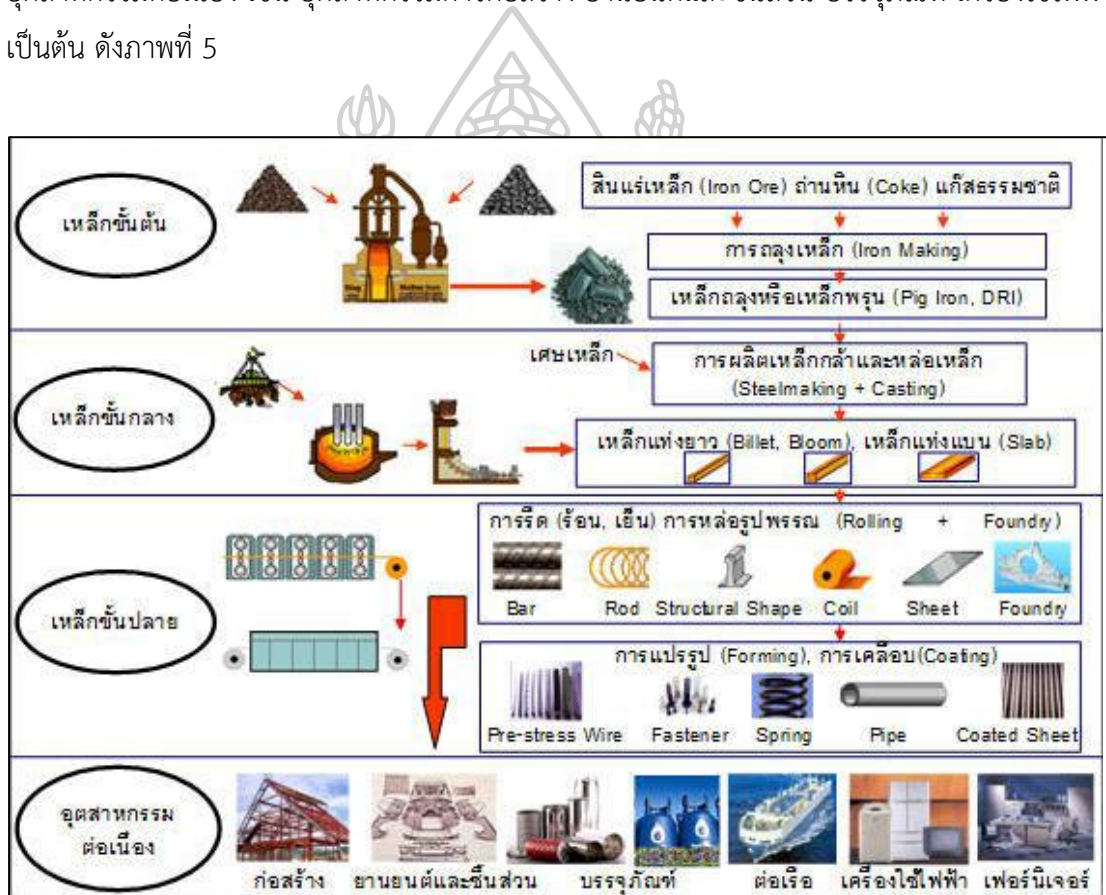 เป็นต้น ดังภาพที่ 5
เหล็กขั้นต้น
สินแร่เหล็ก (Iron Ore) ถ่านหิน (Coke) แก๊สธรรมชาติ
การถลุงเหล็ก (Iron Making)
เหล็กถลุงหรือเหล็กพรุน (Pig Iron, DRI)
เหล็กขั้นกลาง
เศษเหล็ก
การผลิตเหล็กกล้าและหล่อเหล็ก
(Steelmaking + Casting)
เหล็กแท่งยาว (Billet, Bloom), เหล็กแท่งแบน (Slab)
เหล็กขั้นปลาย
การรีด (ร้อน, เย็น) การหล่อรูปพรรณ (Rolling + Foundry)
Bar Rod Structural Shape Coil Sheet Foundry
การแปรรูป (Forming), การเคลือบ(Coating)
Pre-stress Wire Fastener Spring Pipe Coated Sheet
อุตสาหกรรม
ต่อเนื่อง
ก่อสร้าง ยานยนต์และชิ้นส่วน บรรจุภัณฑ์ ต่อเรือ เครื่องใช้ไฟฟ้า เฟอร์นิเจอร์